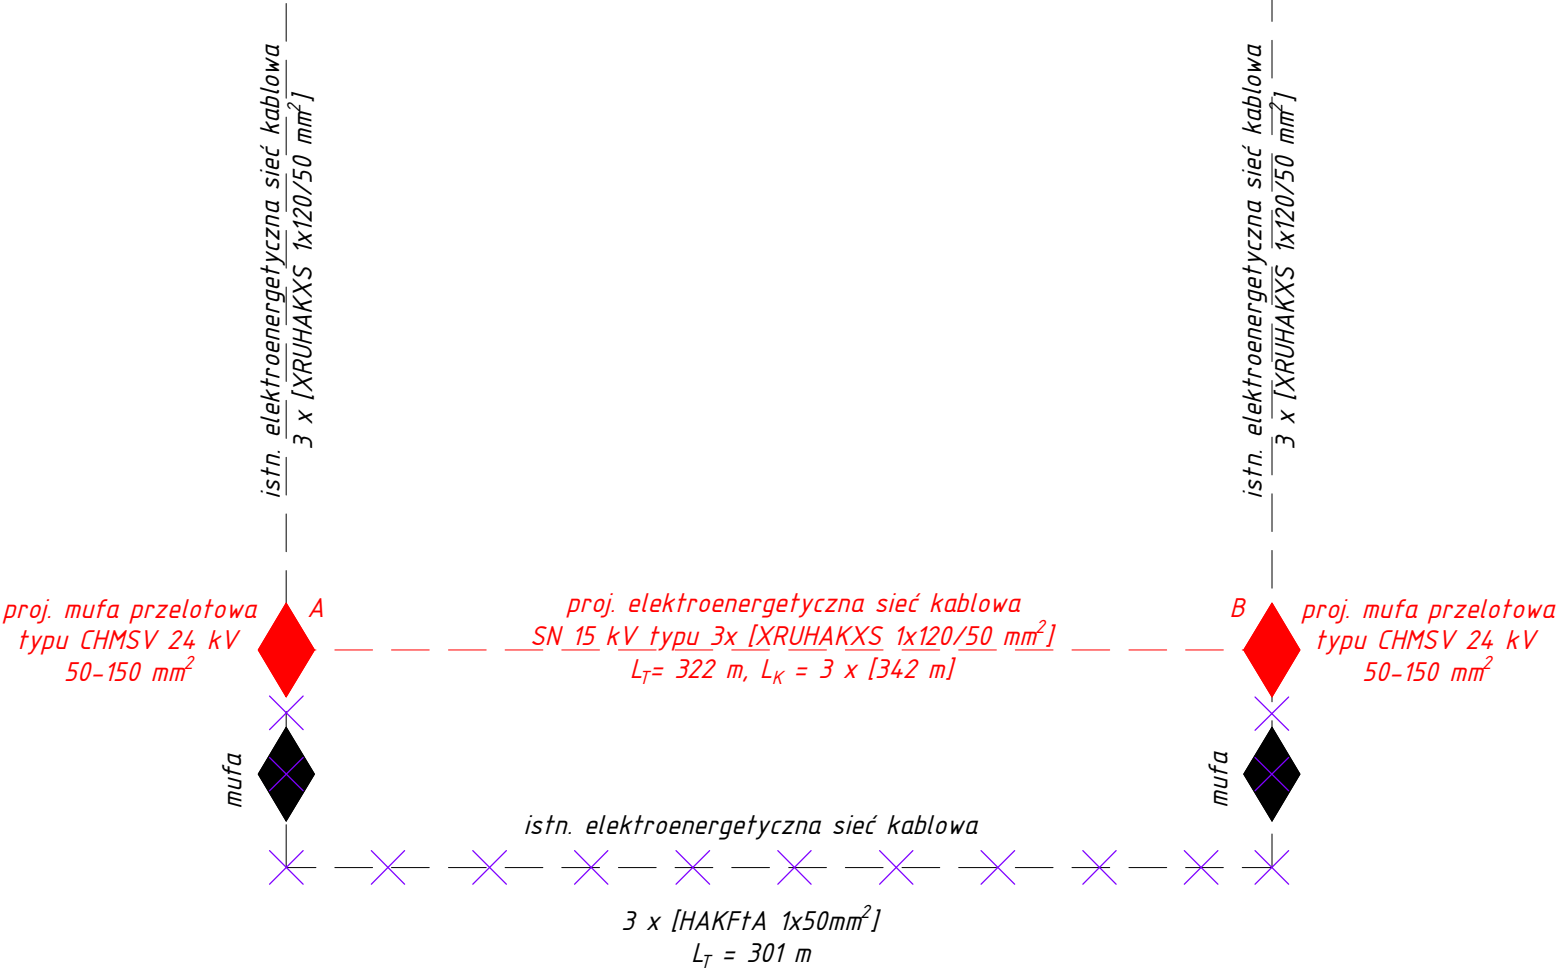 istn. elektroenergetyczna sieć kablowa
3 x [XRUHAKXS 1x120/50 mm²]
istn. elektroenergetyczna sieć kablowa
3 x [XRUHAKXS 1x120/50 mm²]
proj. mufa przelotowa
typu CHMSV 24 kV
50-150 mm²
A
proj. elektroenergetyczna sieć kablowa
SN 15 kV typu 3x [XRUHAKXS 1x120/50 mm²]
L_T= 322 m, L_K = 3 x [342 m]
B
proj. mufa przelotowa
typu CHMSV 24 kV
50-150 mm²
mufa
mufa
istn. elektroenergetyczna sieć kablowa
3 x [HAKFtA 1x50mm²]
L_T = 301 m